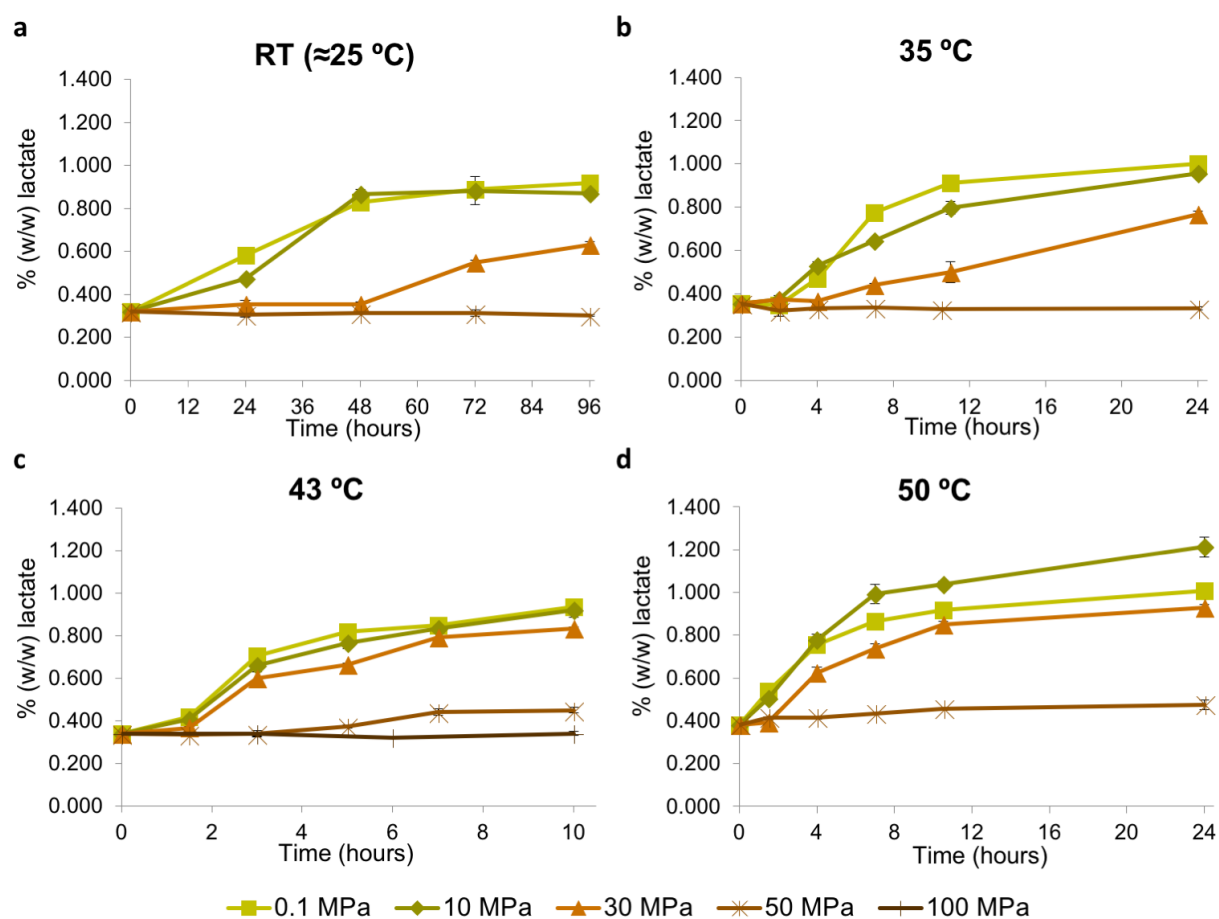 a
RT (≈25 ºC)
1.400
1.200
1.000
0.800
0.600
0.400
0.200
0.000
% (w/w) lactate
0 12 24 36 48 60 72 84 96
Time (hours)
b
35 ºC
1.400
1.200
1.000
0.800
0.600
0.400
0.200
0.000
% (w/w) lactate
0 4 8 12 16 20 24
Time (hours)
c
43 ºC
1.400
1.200
1.000
0.800
0.600
0.400
0.200
0.000
% (w/w) lactate
0 2 4 6 8 10
Time (hours)
d
50 ºC
1.400
1.200
1.000
0.800
0.600
0.400
0.200
0.000
% (w/w) lactate
0 4 8 12 16 20 24
Time (hours)
0.1 MPa 10 MPa 30 MPa 50 MPa 100 MPa